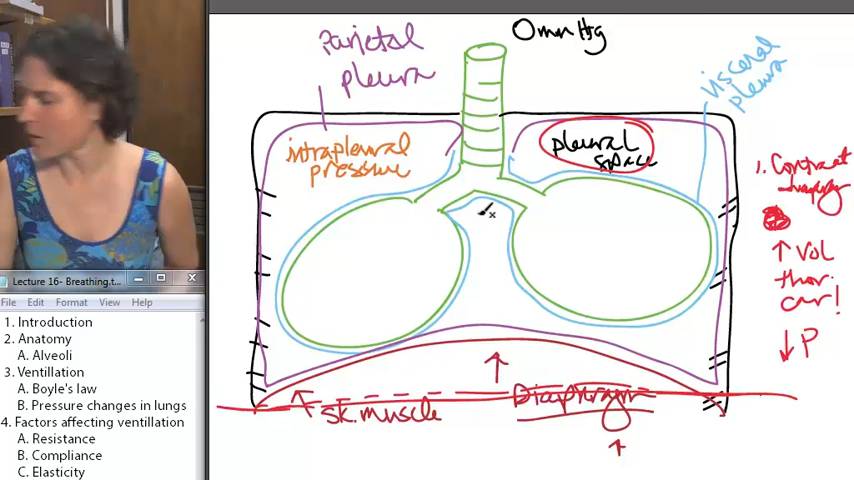 Parietal
pleura
0mmHg
visceral
pleura
intrapleural
pressure
pleural
space
1. Contract
↑ Vol
thor.
cav!
↓ P
sk. muscle
Diaphragm
Lecture 16- Breathing.t...
File Edit Format View Help
1. Introduction
2. Anatomy
A. Alveoli
3. Ventillation
A. Boyle's law
B. Pressure changes in lungs
4. Factors affecting ventillation
A. Resistance
B. Compliance
C. Elasticity